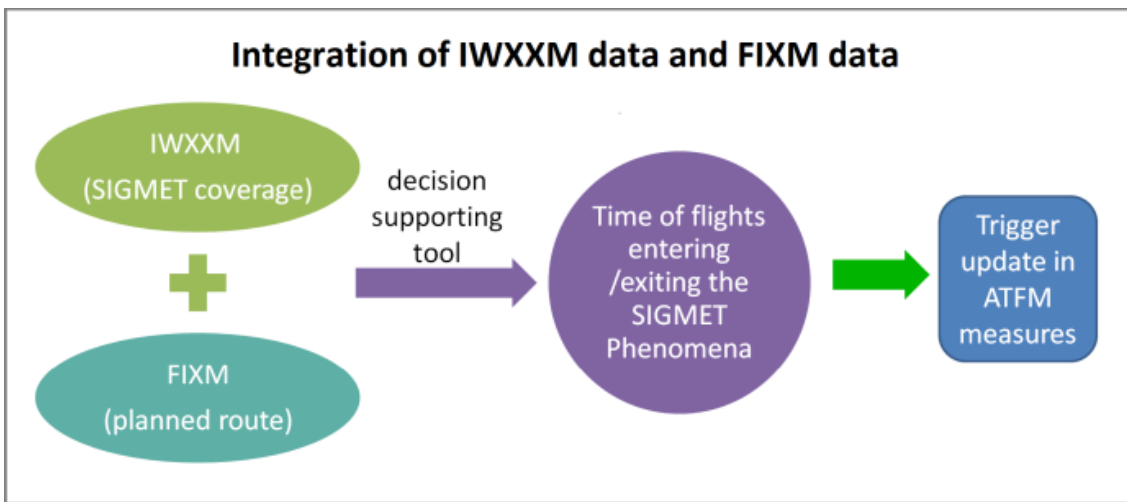 Integration of IWXXM data and FIXM data
IWXXM
(SIGMET coverage)
decision
supporting
tool
FIXM
(planned route)
Time of flights
entering
/exiting the
SIGMET
Phenomena
Trigger
update in
ATFM
measures